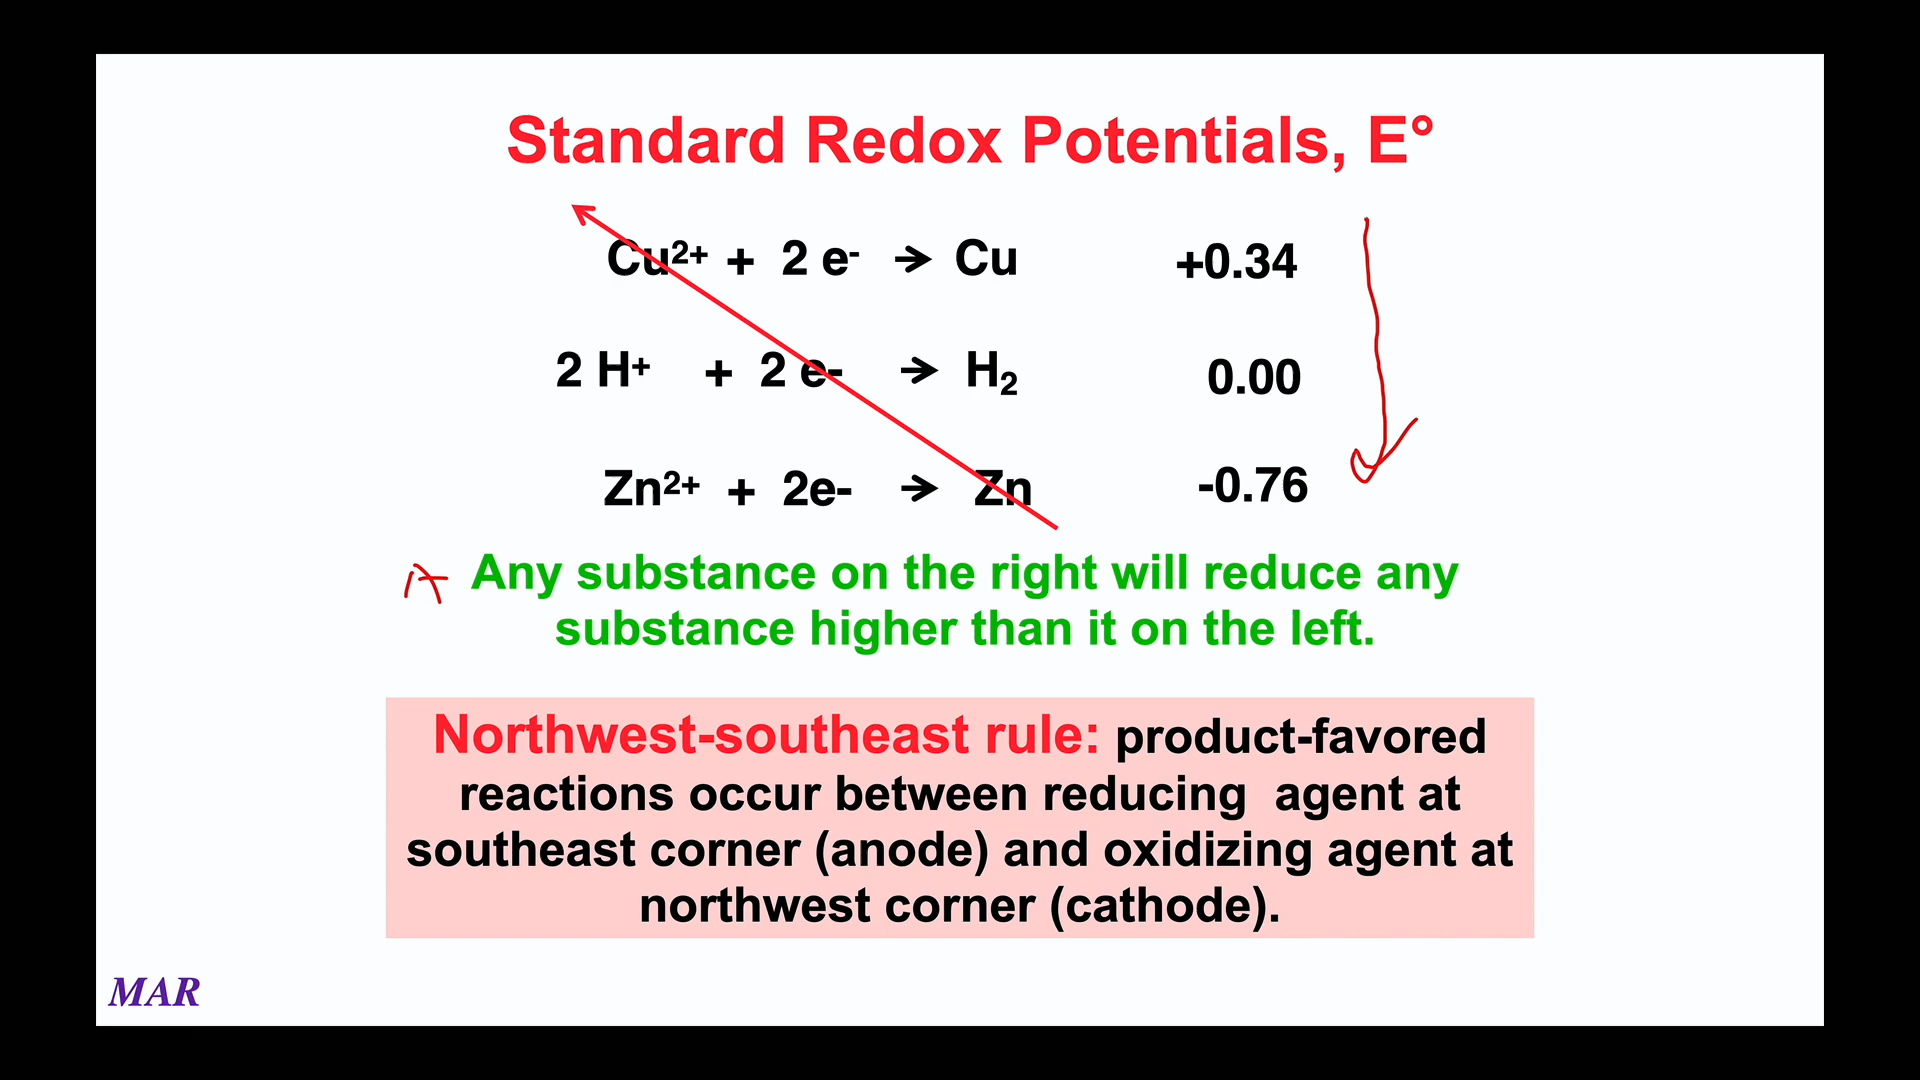 Standard Redox Potentials, E°
Cu²⁺ + 2 e⁻ → Cu +0.34
2 H⁺ + 2 e- → H₂ 0.00
Zn²⁺ + 2e- → Zn -0.76
Any substance on the right will reduce any
substance higher than it on the left.
Northwest-southeast rule: product-favored
reactions occur between reducing agent at
southeast corner (anode) and oxidizing agent at
northwest corner (cathode).
MAR